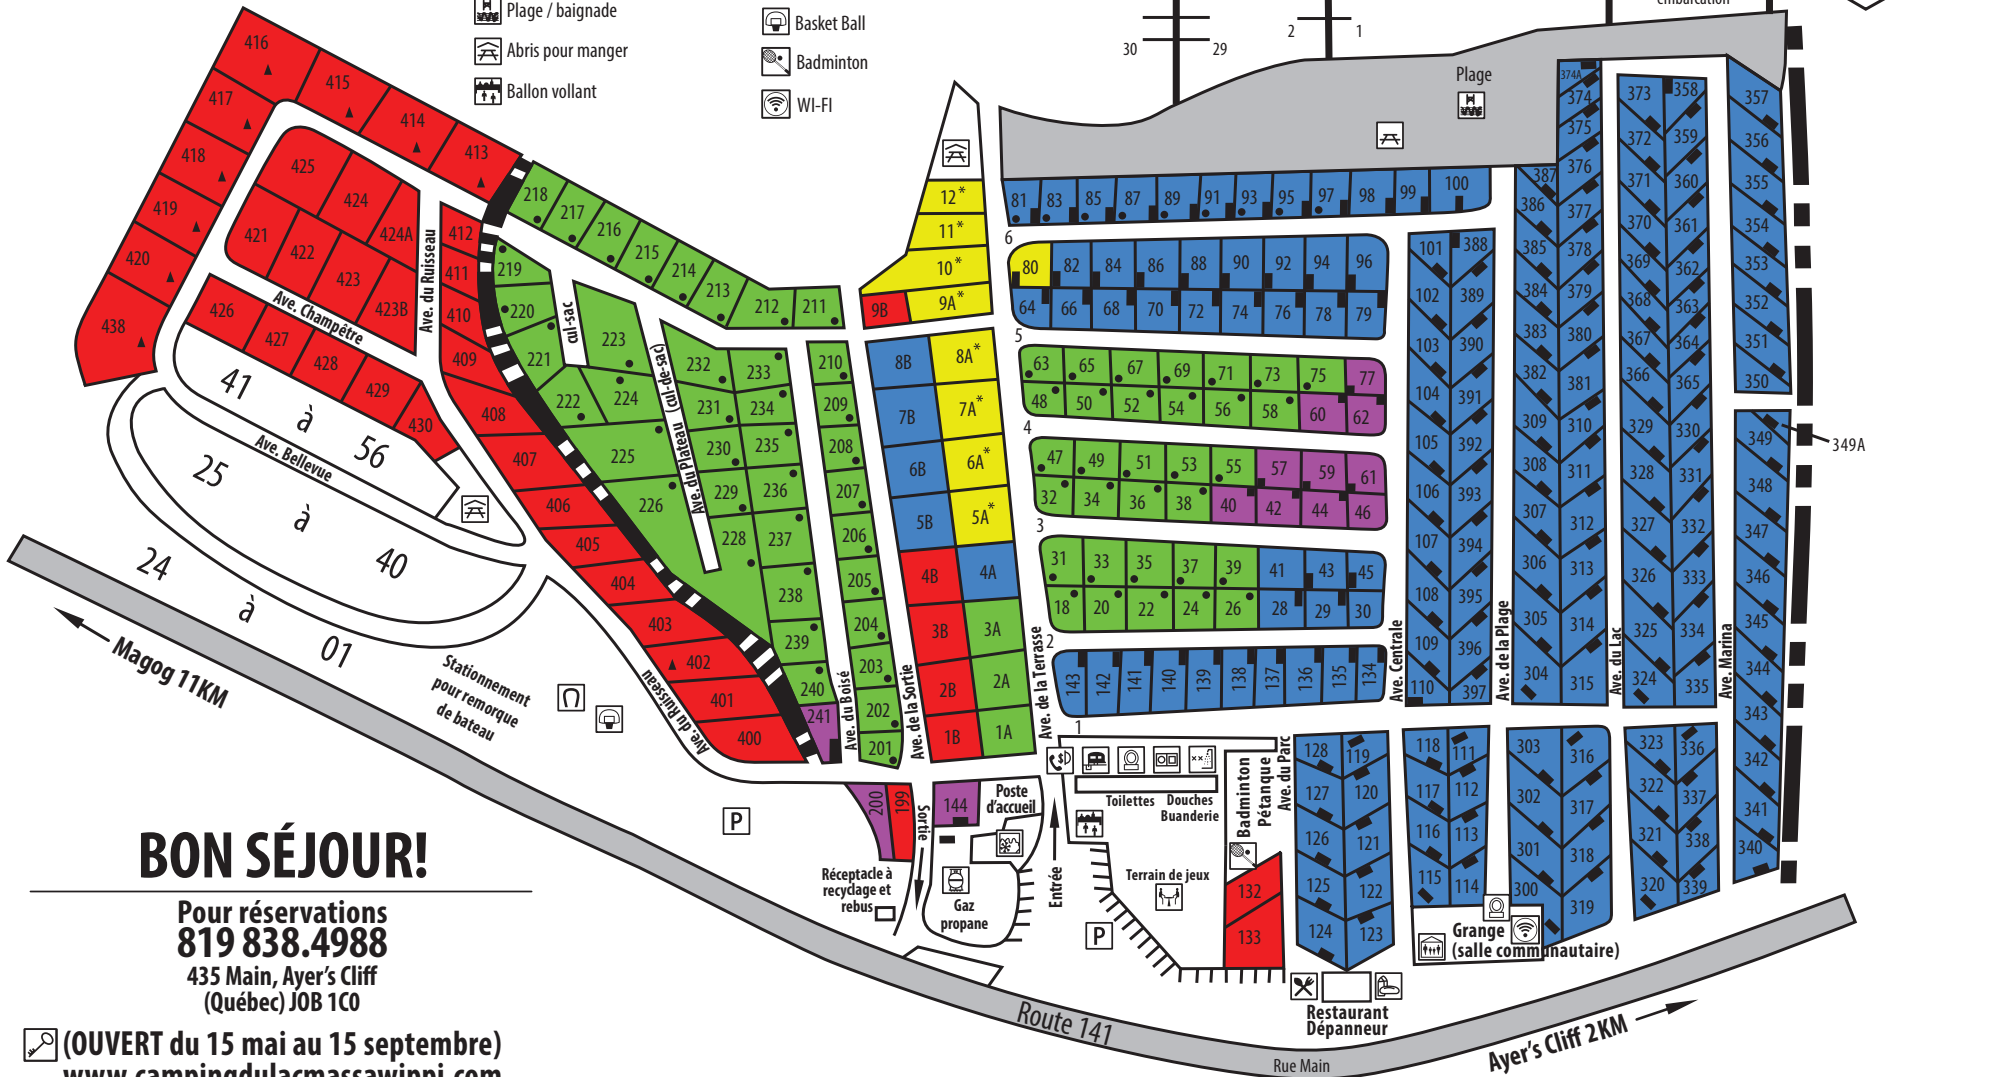 Plage / baignade
Abris pour manger
Ballon vollant
Basket Ball
Badminton
WI-FI
30
29
2
1
embarcation
Plage
416
415
414
413
417
418
419
420
438
425
424
424A
421
422
423
423B
426
427
428
429
430
Ave. Champêtre
Ave. du Ruisseau
412
411
410
409
408
407
406
405
404
403
402
401
400
41
à
56
Ave. Bellevue
25
à
40
24
à
01
Magog 11KM
Stationnement
pour remorque
de bateau
Ave. du Ruisseau
218
217
216
215
214
213
212
211
219
220
221
222
cul-sac
223
224
225
226
Ave. du Plateau (cul-de-sac)
232
233
231
234
230
235
229
236
228
237
238
239
240
241
210
209
208
207
206
205
204
203
202
201
Ave. du Boisé
Ave. de la Sortie
12*
11*
10*
9B
9A*
8B
8A*
7B
7A*
6B
6A*
5B
5A*
4B
4A
3B
3A
2B
2A
1B
1A
Ave. de la Terrasse
81 83 85 87 89 91 93 95 97 98 99 100
6
80 82 84 86 88 90 92 94 96
64 66 68 70 72 74 76 78 79
5
63 65 67 69 71 73 75 77
48 50 52 54 56 58 60 62
4
47 49 51 53 55 57 59 61
32 34 36 38 40 42 44 46
3
31 33 35 37 39 41 43 45
18 20 22 24 26 28 29 30
2
143 142 141 140 139 138 137 136 135 134
1
Ave. Centrale
101 388
102 389
103 390
104 391
105 392
106 393
107 394
108 395
109 396
110 397
Ave. de la Plage
374A
374
375
387 376
386 377
385 378
384 379
383 380
382 381
309 310
308 311
307 312
306 313
305 314
304 315
Ave. du Lac
373 358
372 359
371 360
370 361
369 362
368 363
367 364
366 365
329 330
328 331
327 332
326 333
325 334
324 335
Ave. Marina
357
356
355
354
353
352
351
350
349
349A
348
347
346
345
344
343
342
341
340
128 119
127 120
126 121
125 122
124 123
118 111
117 112
116 113
115 114
303 316
302 317
301 318
300 319
323 336
322 337
321 338
320 339
Ave. du Parc
Badminton
Pétanque
132
133
Toilettes
Douches
Buanderie
Terrain de jeux
P
Entrée
200
199
Sortie
144
Poste
d'accueil
Gaz
propane
Réceptacle à
recyclage et
rebus
P
Grange
(salle communautaire)
Restaurant
Dépanneur
Route 141
Rue Main
Ayer's Cliff 2KM
BON SÉJOUR!
Pour réservations
819 838.4988
435 Main, Ayer's Cliff
(Québec) JOB 1C0
(OUVERT du 15 mai au 15 septembre)
www.campingdulacmassawippi.com